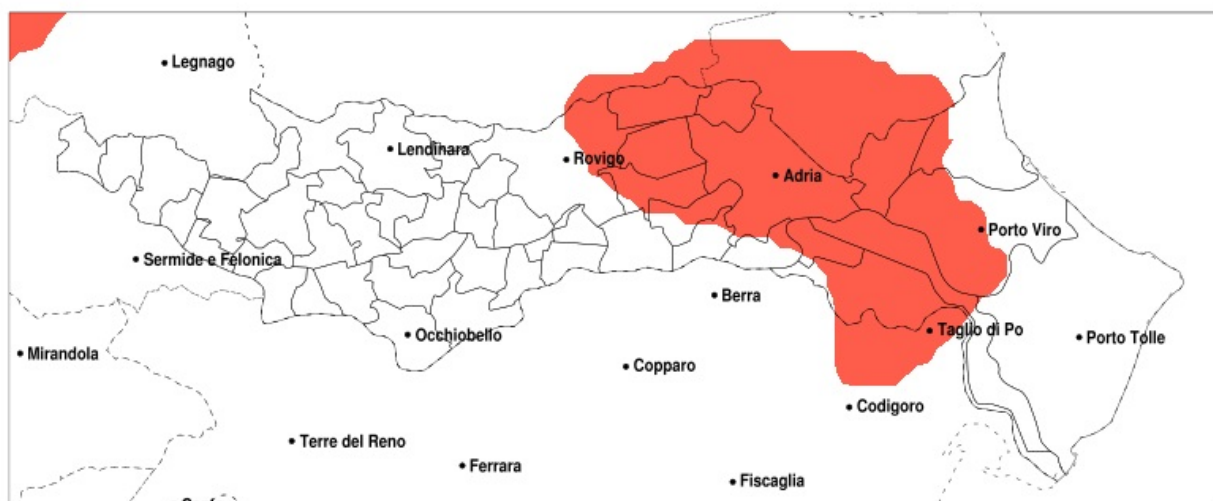 Legnago
Lendinara
Rovigo
Adria
Porto Viro
Sermide e Felonica
Berra
Occhiobello
Taglio di Po
Porto Tolle
Mirandola
Copparo
Codigoro
Terre del Reno
Ferrara
Fiscaglia